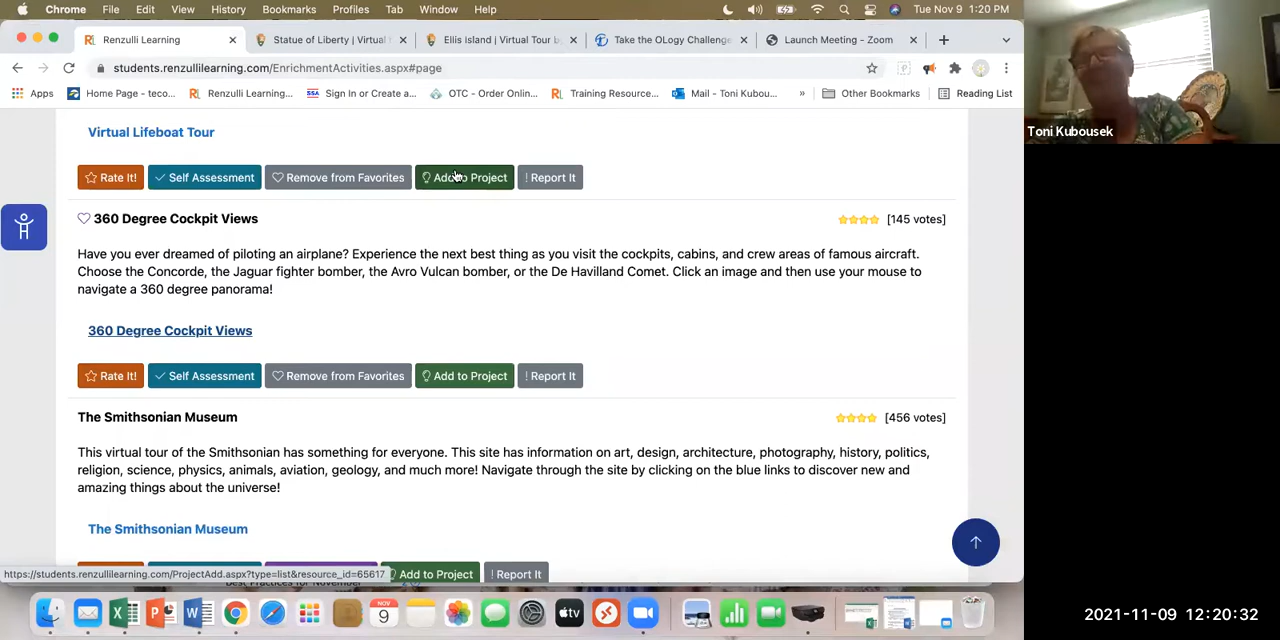 Chrome File Edit View History Bookmarks Profiles Tab Window Help Tue Nov 9 1:20 PM
Renzulli Learning Statue of Liberty | Virtual t Ellis Island | Virtual Tour b Take the OLogy Challenge Launch Meeting - Zoom
students.renzullilearning.com/EnrichmentActivities.aspx#page
Apps Home Page - teco... Renzulli Learning... Sign In or Create a... OTC - Order Onlin... Training Resource... Mail - Toni Kubou... » Other Bookmarks Reading List
Toni Kubousek
Virtual Lifeboat Tour
Rate It! Self Assessment Remove from Favorites Add to Project ! Report It
360 Degree Cockpit Views [145 votes]
Have you ever dreamed of piloting an airplane? Experience the next best thing as you visit the cockpits, cabins, and crew areas of famous aircraft.
Choose the Concorde, the Jaguar fighter bomber, the Avro Vulcan bomber, or the De Havilland Comet. Click an image and then use your mouse to
navigate a 360 degree panorama!
360 Degree Cockpit Views
Rate It! Self Assessment Remove from Favorites Add to Project ! Report It
The Smithsonian Museum [456 votes]
This virtual tour of the Smithsonian has something for everyone. This site has information on art, design, architecture, photography, history, politics,
religion, science, physics, animals, aviation, geology, and much more! Navigate through the site by clicking on the blue links to discover new and
amazing things about the universe!
The Smithsonian Museum
https://students.renzullilearning.com/ProjectAdd.aspx?type=list&resource_id=65617 Add to Project ! Report It
Best Practices for November
NOV
9
tv
2021-11-09 12:20:32